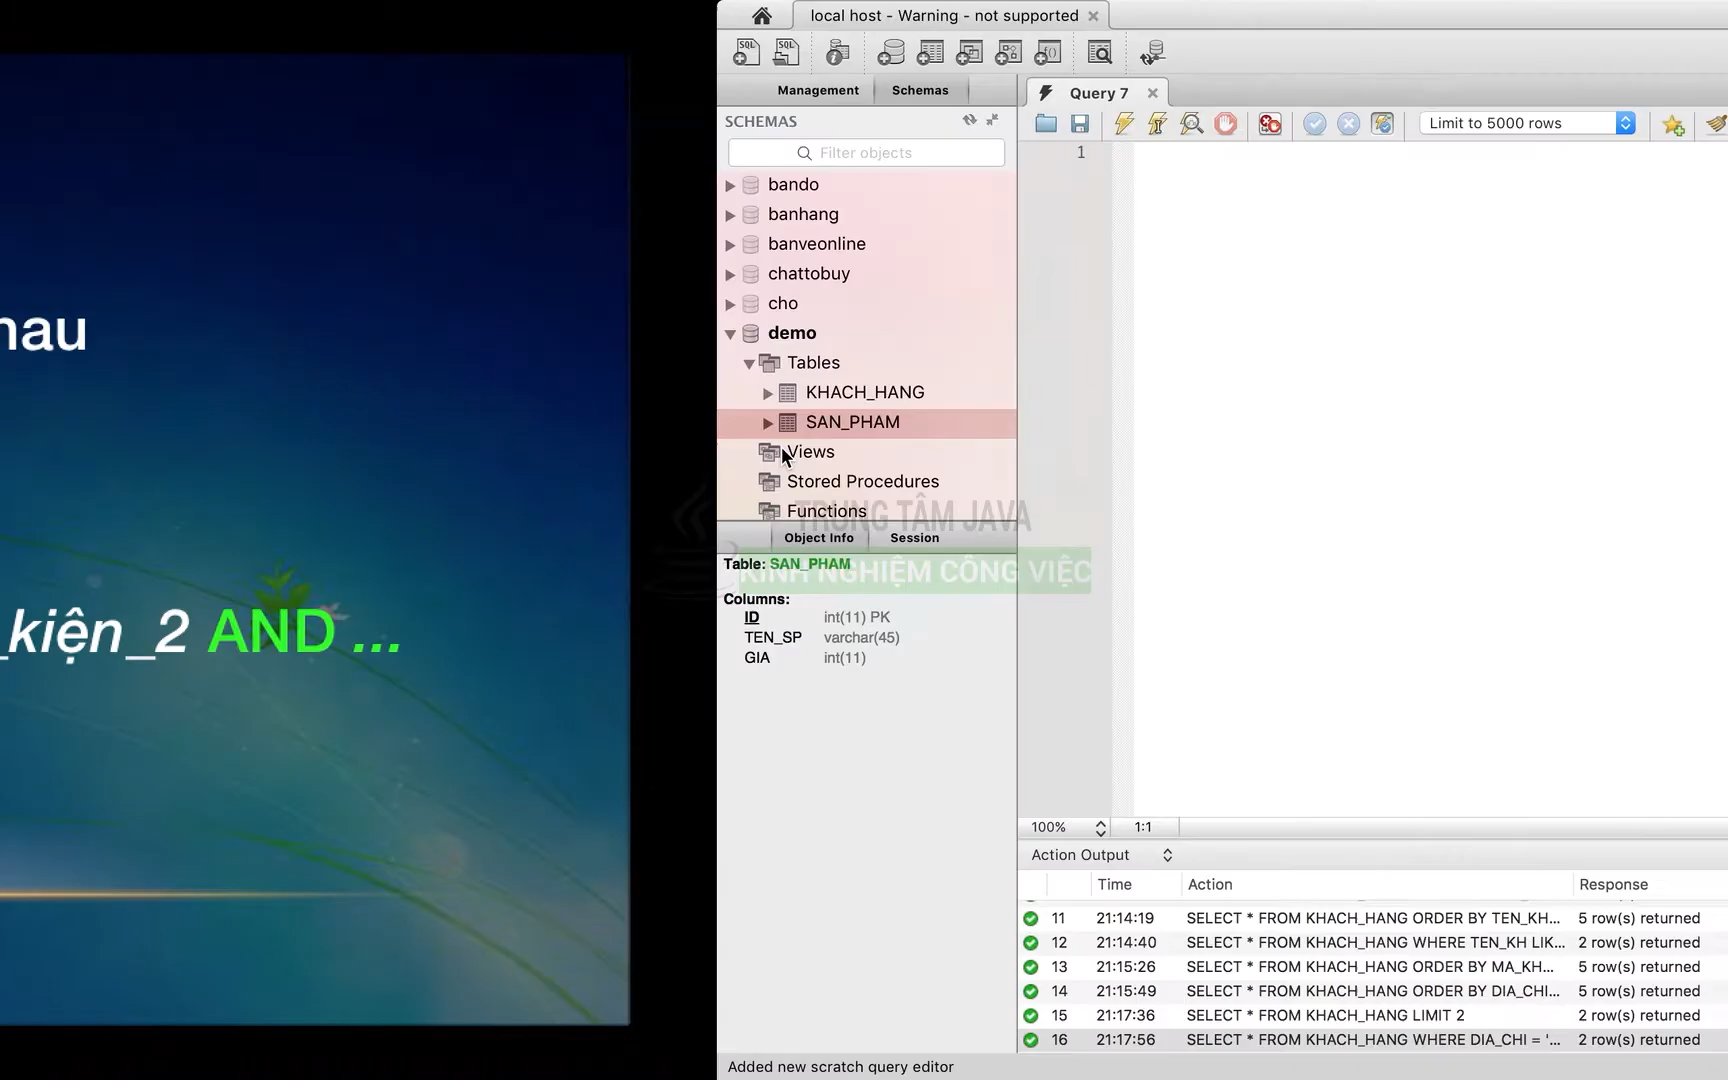 hau
_kiện_2 AND ...
local host - Warning - not supported
Management
Schemas
Query 7
SCHEMAS
Limit to 5000 rows
Filter objects
1
bando
banhang
banveonline
chattobuy
cho
demo
Tables
KHACH_HANG
SAN_PHAM
Views
Stored Procedures
Functions
TRUNG TÂM JAVA
KINH NGHIỆM CÔNG VIỆC
Object Info
Session
Table: SAN_PHAM
Columns:
ID int(11) PK
TEN_SP varchar(45)
GIA int(11)
100%
1:1
Action Output
Time Action Response
11 21:14:19 SELECT * FROM KHACH_HANG ORDER BY TEN_KH... 5 row(s) returned
12 21:14:40 SELECT * FROM KHACH_HANG WHERE TEN_KH LIK... 2 row(s) returned
13 21:15:26 SELECT * FROM KHACH_HANG ORDER BY MA_KH... 5 row(s) returned
14 21:15:49 SELECT * FROM KHACH_HANG ORDER BY DIA_CHI... 5 row(s) returned
15 21:17:36 SELECT * FROM KHACH_HANG LIMIT 2 2 row(s) returned
16 21:17:56 SELECT * FROM KHACH_HANG WHERE DIA_CHI = '... 2 row(s) returned
Added new scratch query editor